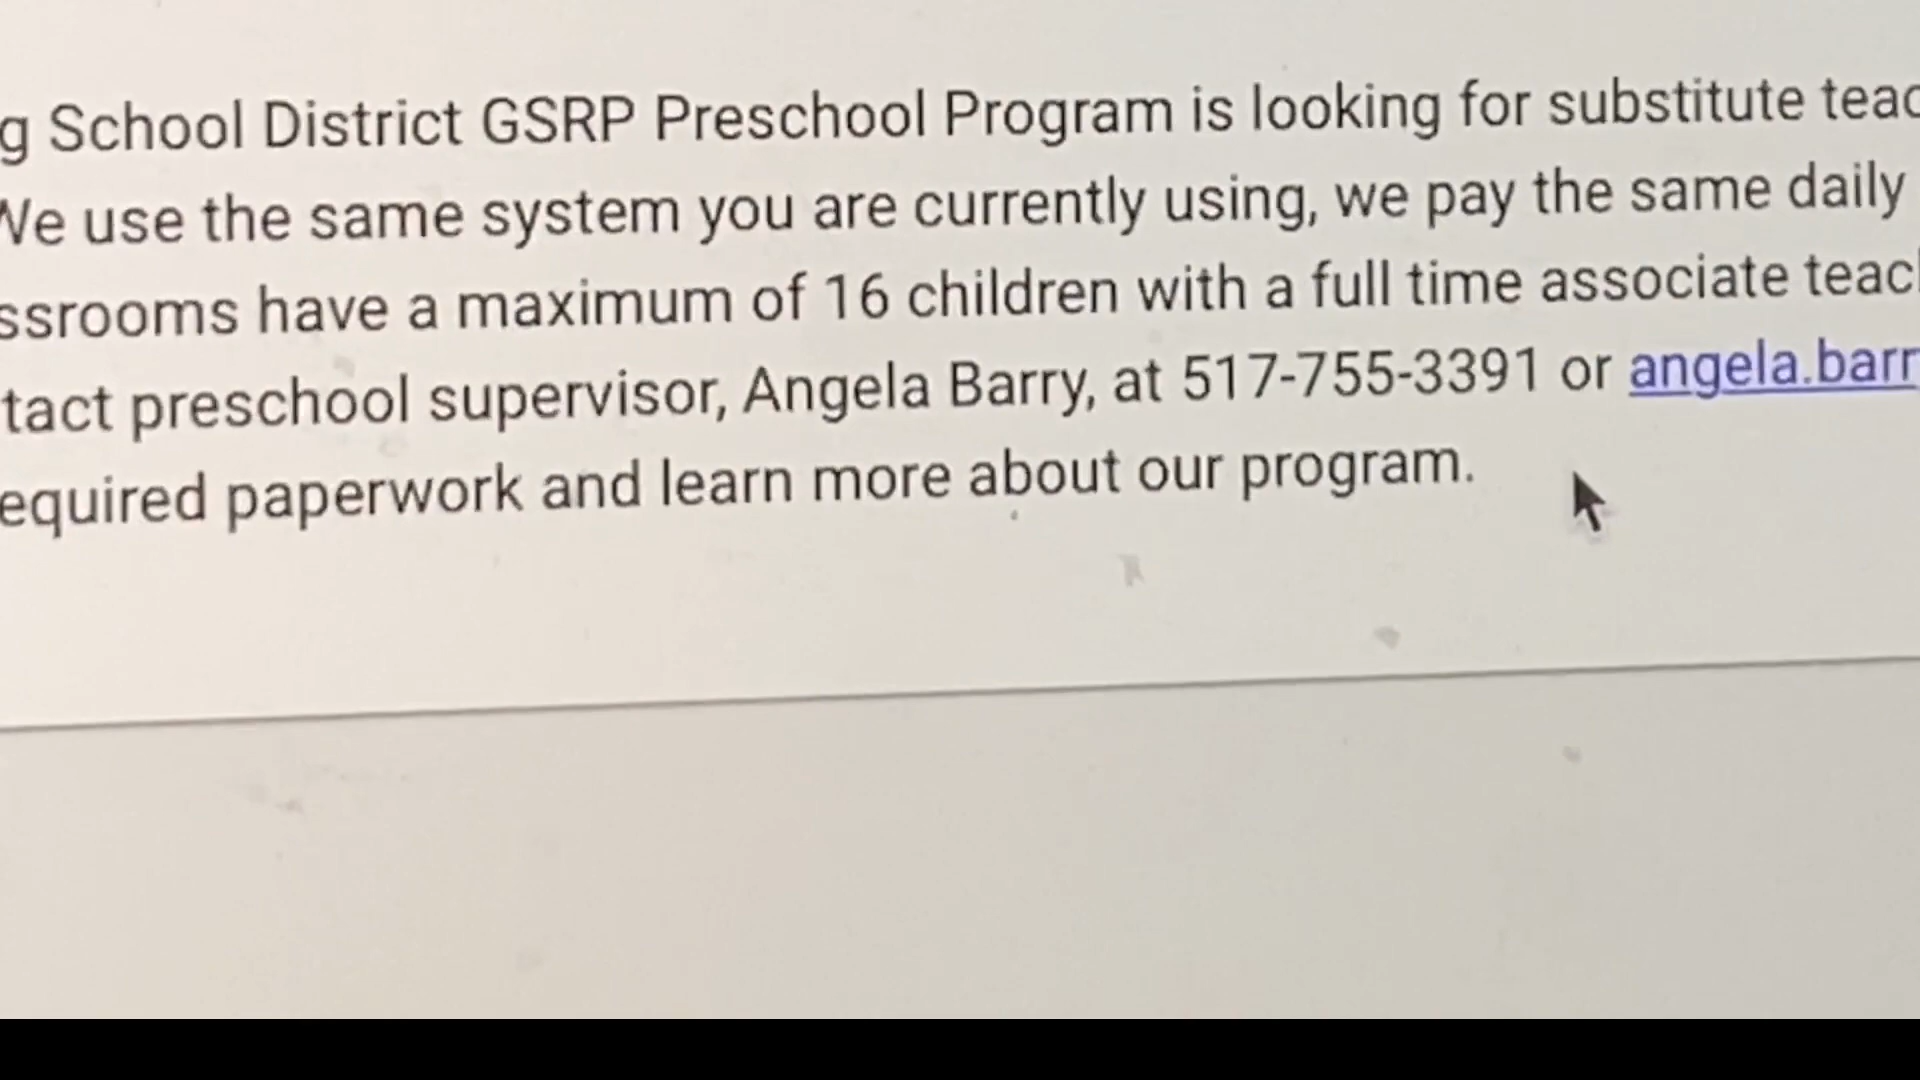 g School District GSRP Preschool Program is looking for substitute teac
We use the same system you are currently using, we pay the same daily
ssrooms have a maximum of 16 children with a full time associate teac
tact preschool supervisor, Angela Barry, at 517-755-3391 or angela.barr
equired paperwork and learn more about our program.